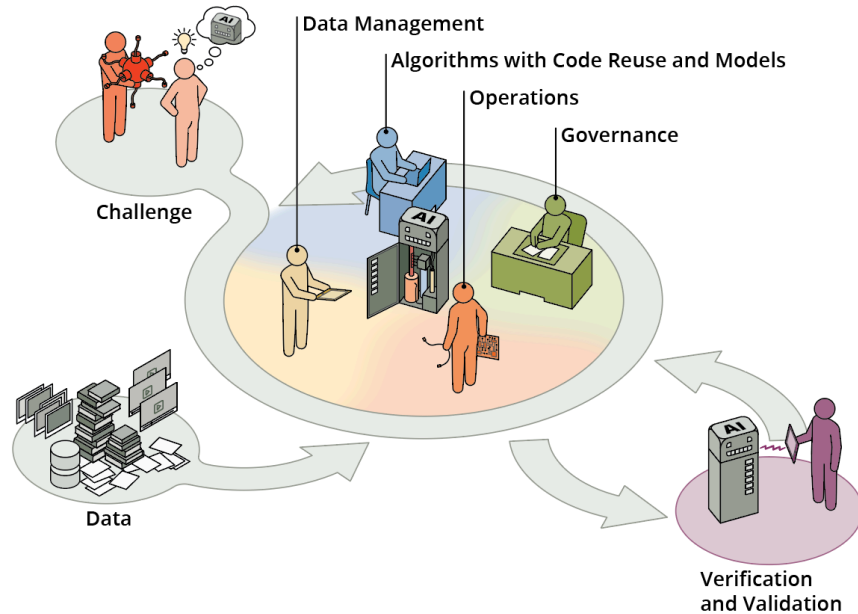 AI
Data Management
Algorithms with Code Reuse and Models
Operations
Governance
Challenge
AI
Data
AI
Verification
and Validation